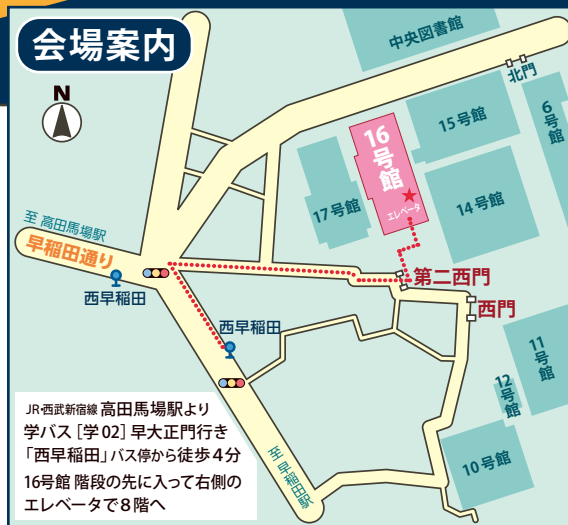 会場案内
N
中央図書館
北門
6号館
15号館
16号館
エレベータ
17号館
14号館
至 高田馬場駅
早稲田通り
西早稲田
第二西門
西門
西早稲田
11号館
12号館
10号館
至 早稲田駅
JR・西武新宿線 高田馬場駅より
学バス [学02] 早大正門行き
「西早稲田」バス停から徒歩4分
16号館 階段の先に入って右側の
エレベータで8階へ